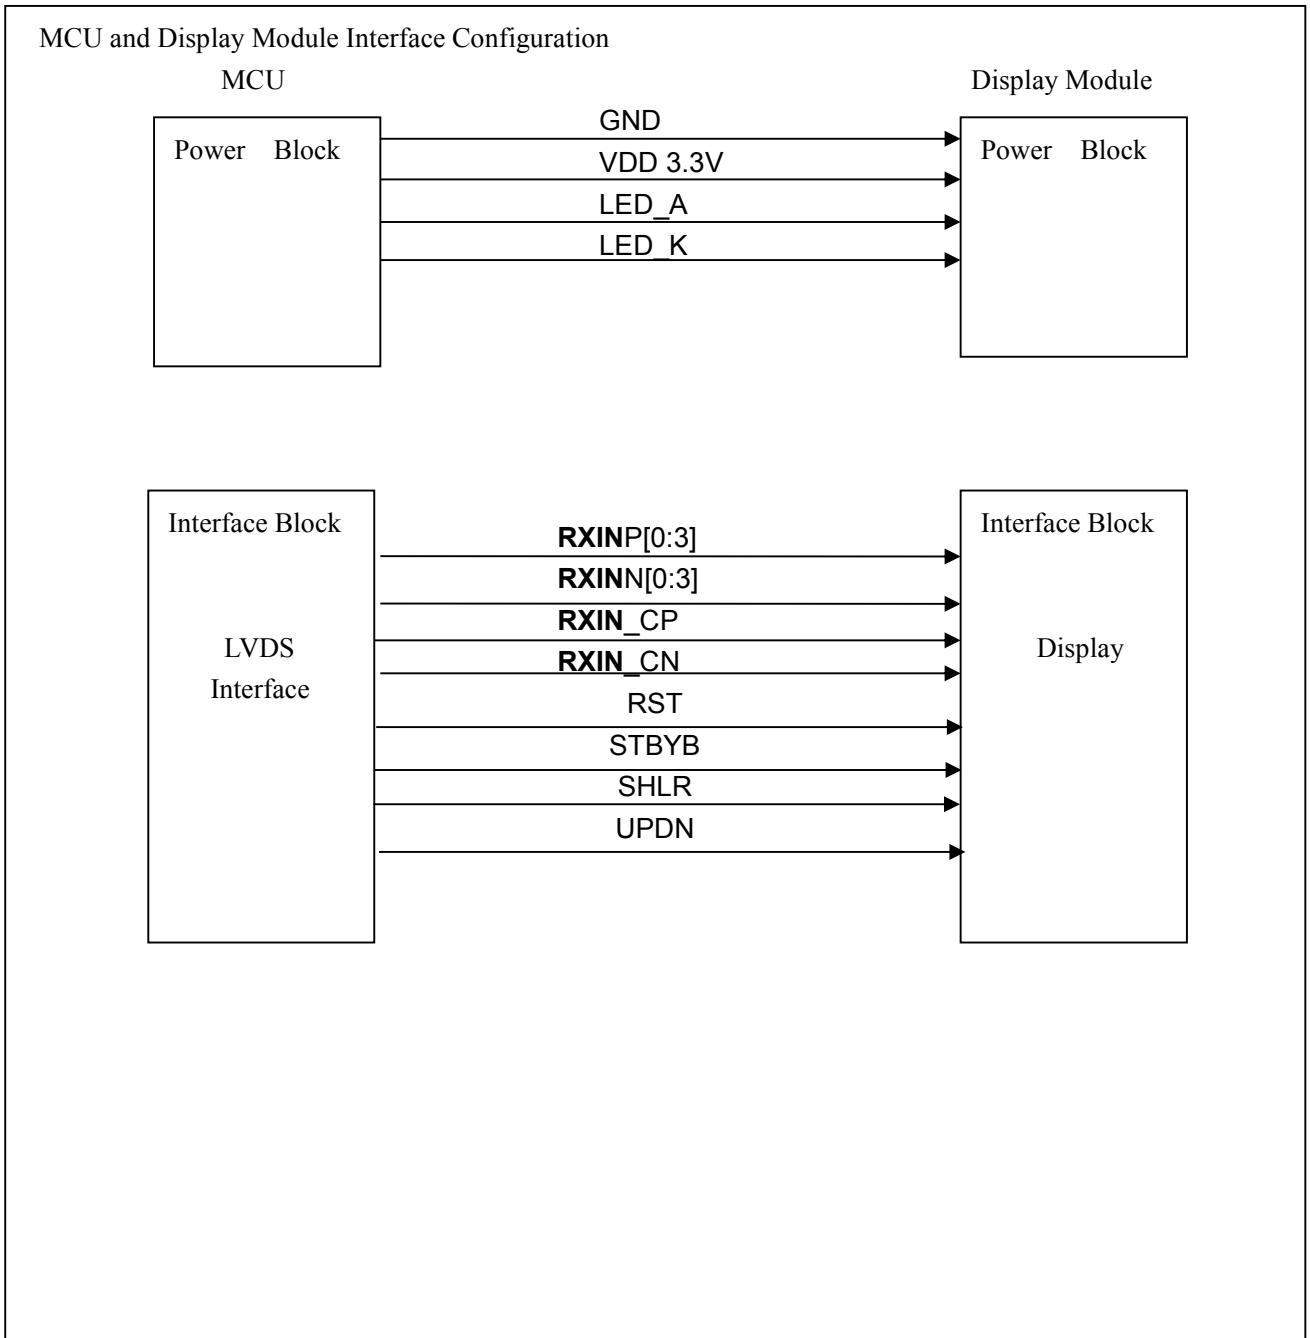 MCU and Display Module Interface Configuration
MCU
Display Module
Power Block
GND
VDD 3.3V
LED_A
LED_K
Power Block
Interface Block
LVDS
Interface
RXINP[0:3]
RXINN[0:3]
RXIN_CP
RXIN_CN
RST
STBYB
SHLR
UPDN
Interface Block
Display